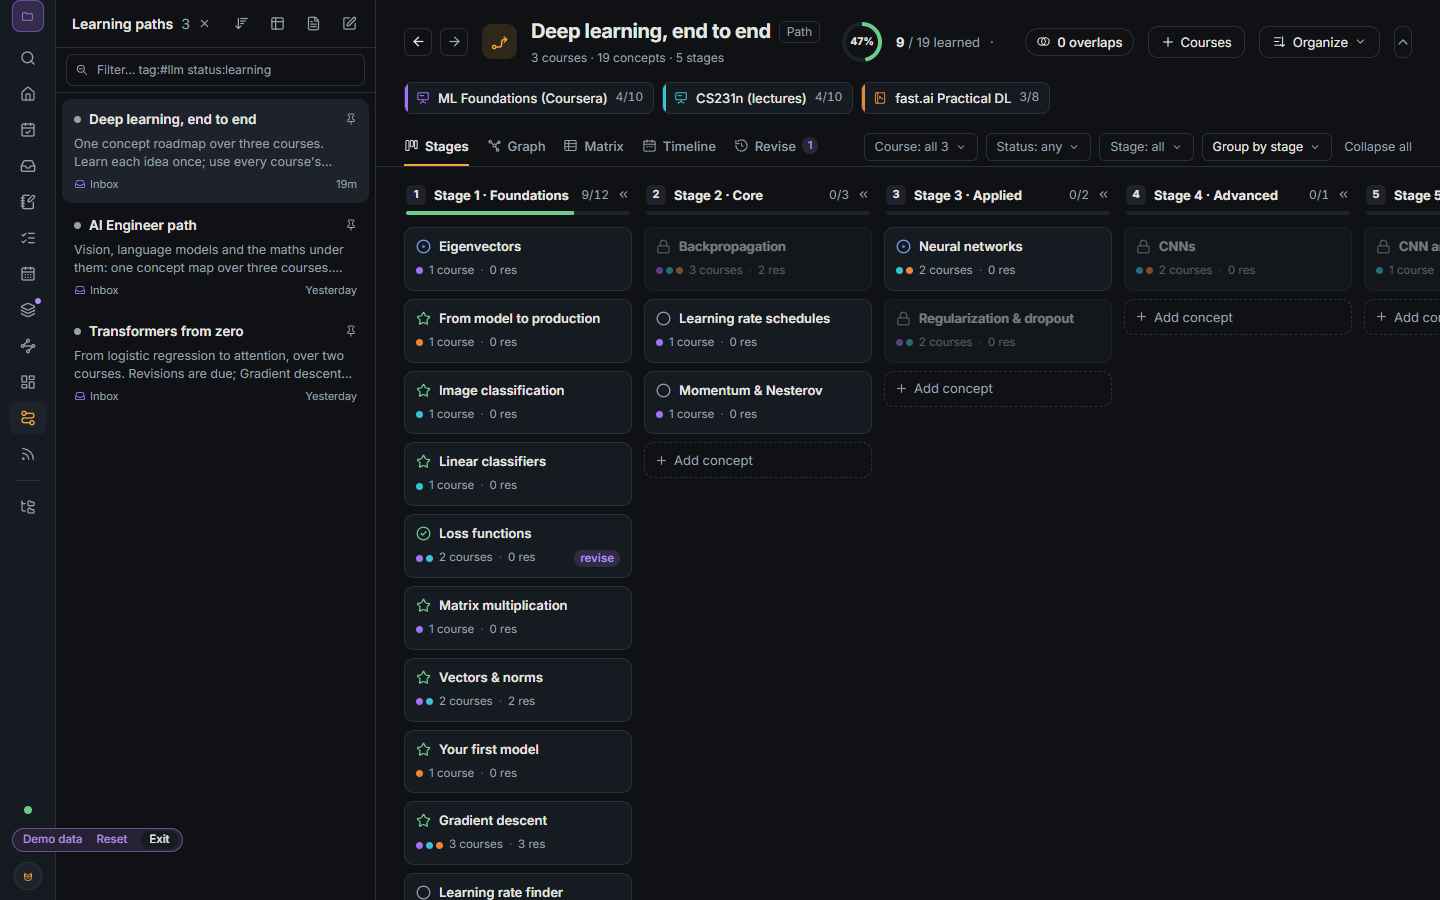 Learning paths 3
Filter... tag:#llm status:learning
Deep learning, end to end
One concept roadmap over three courses.
Learn each idea once; use every course's...
Inbox 19m
AI Engineer path
Vision, language models and the maths under
them: one concept map over three courses....
Inbox Yesterday
Transformers from zero
From logistic regression to attention, over two
courses. Revisions are due; Gradient descent...
Inbox Yesterday
Demo data Reset Exit
Deep learning, end to end Path
3 courses · 19 concepts · 5 stages
47% 9 / 19 learned ·
0 overlaps
Courses
Organize
ML Foundations (Coursera) 4/10
CS231n (lectures) 4/10
fast.ai Practical DL 3/8
Stages Graph Matrix Timeline Revise 1
Course: all 3 Status: any Stage: all Group by stage Collapse all
1 Stage 1 · Foundations 9/12
Eigenvectors
1 course · 0 res
From model to production
1 course · 0 res
Image classification
1 course · 0 res
Linear classifiers
1 course · 0 res
Loss functions
2 courses · 0 res revise
Matrix multiplication
1 course · 0 res
Vectors & norms
2 courses · 2 res
Your first model
1 course · 0 res
Gradient descent
3 courses · 3 res
Learning rate finder
2 Stage 2 · Core 0/3
Backpropagation
3 courses · 2 res
Learning rate schedules
1 course · 0 res
Momentum & Nesterov
1 course · 0 res
+ Add concept
3 Stage 3 · Applied 0/2
Neural networks
2 courses · 0 res
Regularization & dropout
2 courses · 0 res
+ Add concept
4 Stage 4 · Advanced 0/1
CNNs
2 courses · 0 res
+ Add concept
5 Stage 5
CNN a
1 course
+ Add co